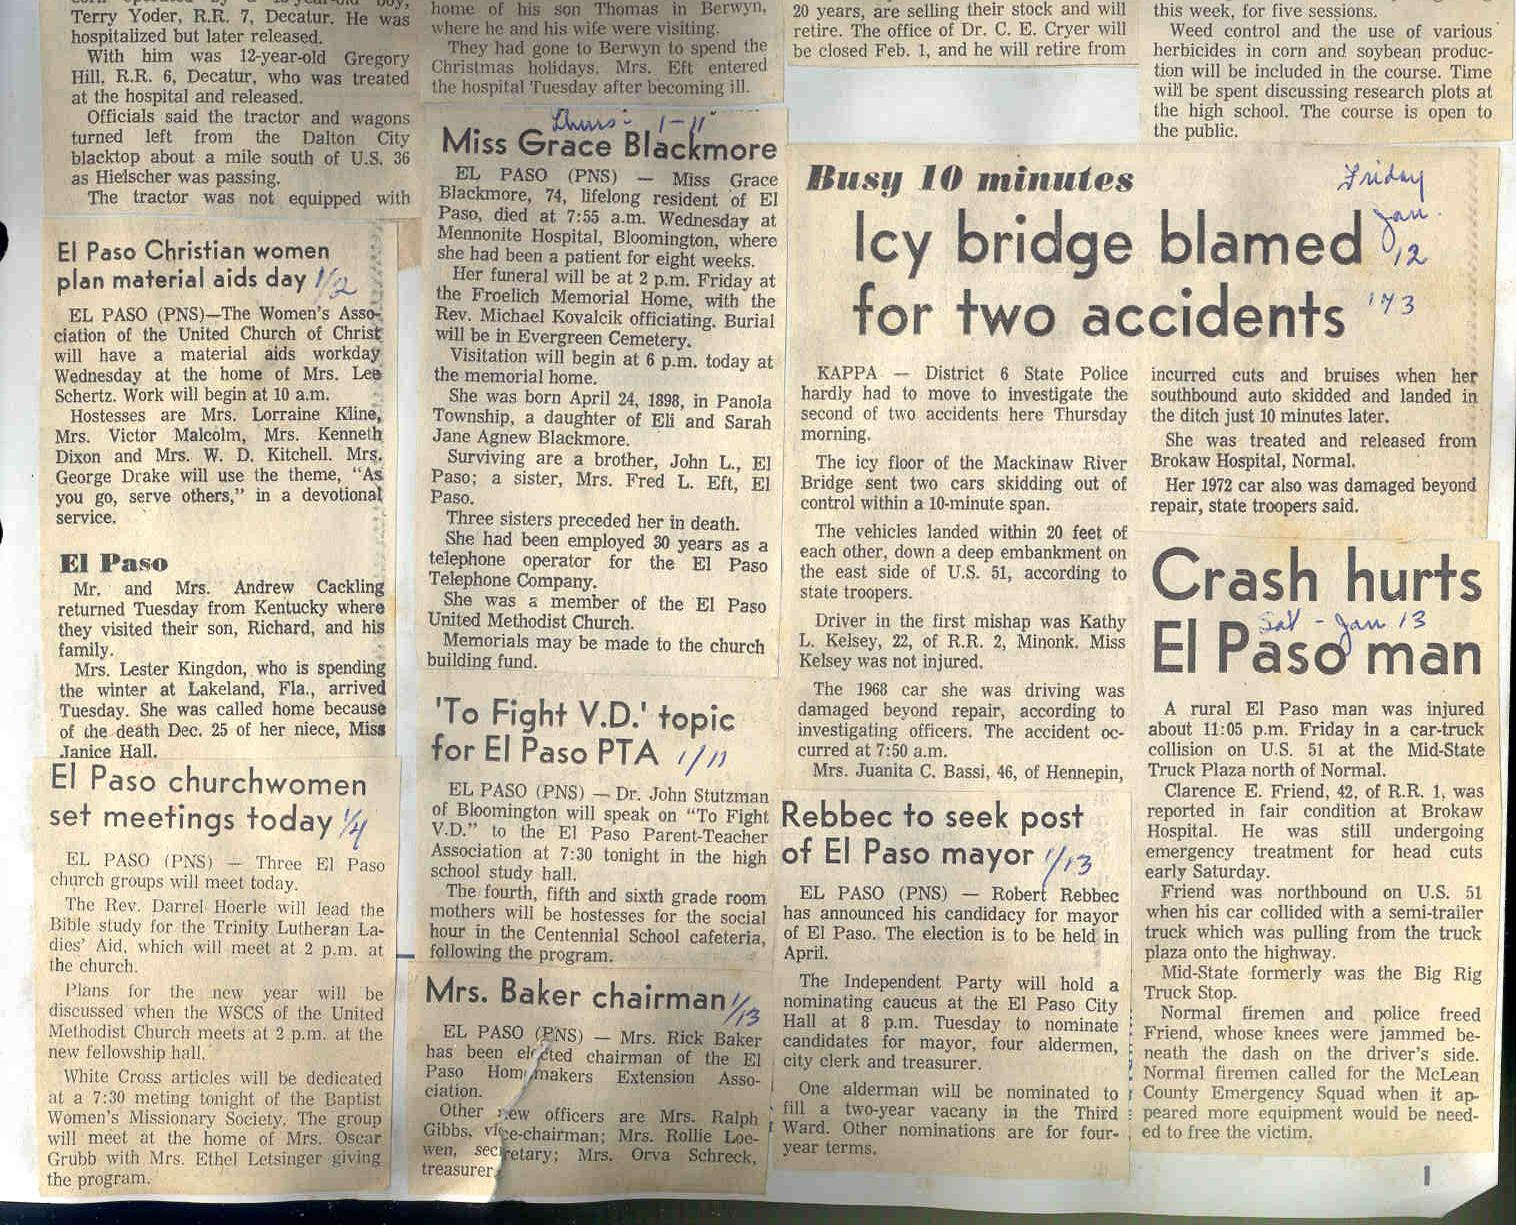 Terry Yoder, R.R. 7, Decatur. He was
hospitalized but later released.
With him was 12-year-old Gregory
Hill, R.R. 6, Decatur, who was treated
at the hospital and released.
Officials said the tractor and wagons
turned left from the Dalton City
blacktop about a mile south of U.S. 36
as Hielscher was passing.
The tractor was not equipped with
El Paso Christian women
plan material aids day 1/2
EL PASO (PNS)—The Women's Asso-
ciation of the United Church of Christ
will have a material aids workday
Wednesday at the home of Mrs. Lee
Schertz. Work will begin at 10 a.m.
Hostesses are Mrs. Lorraine Kline,
Mrs. Victor Malcolm, Mrs. Kenneth
Dixon and Mrs. W. D. Kitchell. Mrs.
George Drake will use the theme, "As
you go, serve others," in a devotional
service.
El Paso
Mr. and Mrs. Andrew Cackling
returned Tuesday from Kentucky where
they visited their son, Richard, and his
family.
Mrs. Lester Kingdon, who is spending
the winter at Lakeland, Fla., arrived
Tuesday. She was called home because
of the death Dec. 25 of her niece, Miss
Janice Hall.
El Paso churchwomen
set meetings today 1/4
EL PASO (PNS) — Three El Paso
church groups will meet today.
The Rev. Darrel Hoerle will lead the
Bible study for the Trinity Lutheran La-
dies' Aid, which will meet at 2 p.m. at
the church.
Plans for the new year will be
discussed when the WSCS of the United
Methodist Church meets at 2 p.m. at the
new fellowship hall.
White Cross articles will be dedicated
at a 7:30 meting tonight of the Baptist
Women's Missionary Society. The group
will meet at the home of Mrs. Oscar
Grubb with Mrs. Ethel Letsinger giving
the program.
home of his son Thomas in Berwyn,
where he and his wife were visiting.
They had gone to Berwyn to spend the
Christmas holidays. Mrs. Eft entered
the hospital Tuesday after becoming ill.
Thurs - 1-11
Miss Grace Blackmore
EL PASO (PNS) — Miss Grace
Blackmore, 74, lifelong resident of El
Paso, died at 7:55 a.m. Wednesday at
Mennonite Hospital, Bloomington, where
she had been a patient for eight weeks.
Her funeral will be at 2 p.m. Friday at
the Froelich Memorial Home, with the
Rev. Michael Kovalcik officiating. Burial
will be in Evergreen Cemetery.
Visitation will begin at 6 p.m. today at
the memorial home.
She was born April 24, 1898, in Panola
Township, a daughter of Eli and Sarah
Jane Agnew Blackmore.
Surviving are a brother, John L., El
Paso; a sister, Mrs. Fred L. Eft, El
Paso.
Three sisters preceded her in death.
She had been employed 30 years as a
telephone operator for the El Paso
Telephone Company.
She was a member of the El Paso
United Methodist Church.
Memorials may be made to the church
building fund.
'To Fight V.D.' topic
for El Paso PTA 1/11
EL PASO (PNS) — Dr. John Stutzman
of Bloomington will speak on "To Fight
V.D." to the El Paso Parent-Teacher
Association at 7:30 tonight in the high
school study hall.
The fourth, fifth and sixth grade room
mothers will be hostesses for the social
hour in the Centennial School cafeteria,
following the program.
Mrs. Baker chairman 1/13
EL PASO (PNS) — Mrs. Rick Baker
has been elected chairman of the El
Paso Homemakers Extension Asso-
ciation.
Other new officers are Mrs. Ralph
Gibbs, vice-chairman; Mrs. Rollie Loe-
wen, secretary; Mrs. Orva Schreck,
treasurer.
20 years, are selling their stock and will
retire. The office of Dr. C. E. Cryer will
be closed Feb. 1, and he will retire from
this week, for five sessions.
Weed control and the use of various
herbicides in corn and soybean produc-
tion will be included in the course. Time
will be spent discussing research plots at
the high school. The course is open to
the public.
Busy 10 minutes
Friday
Jan.
12
'73
Icy bridge blamed
for two accidents
KAPPA — District 6 State Police
hardly had to move to investigate the
second of two accidents here Thursday
morning.
The icy floor of the Mackinaw River
Bridge sent two cars skidding out of
control within a 10-minute span.
The vehicles landed within 20 feet of
each other, down a deep embankment on
the east side of U.S. 51, according to
state troopers.
Driver in the first mishap was Kathy
L. Kelsey, 22, of R.R. 2, Minonk. Miss
Kelsey was not injured.
The 1968 car she was driving was
damaged beyond repair, according to
investigating officers. The accident oc-
curred at 7:50 a.m.
Mrs. Juanita C. Bassi, 46, of Hennepin,
incurred cuts and bruises when her
southbound auto skidded and landed in
the ditch just 10 minutes later.
She was treated and released from
Brokaw Hospital, Normal.
Her 1972 car also was damaged beyond
repair, state troopers said.
Rebbec to seek post
of El Paso mayor 1/13
EL PASO (PNS) — Robert Rebbec
has announced his candidacy for mayor
of El Paso. The election is to be held in
April.
The Independent Party will hold a
nominating caucus at the El Paso City
Hall at 8 p.m. Tuesday to nominate
candidates for mayor, four aldermen,
city clerk and treasurer.
One alderman will be nominated to
fill a two-year vacancy in the Third
Ward. Other nominations are for four-
year terms.
Crash hurts
Sat - Jan 13
El Paso man
A rural El Paso man was injured
about 11:05 p.m. Friday in a car-truck
collision on U.S. 51 at the Mid-State
Truck Plaza north of Normal.
Clarence E. Friend, 42, of R.R. 1, was
reported in fair condition at Brokaw
Hospital. He was still undergoing
emergency treatment for head cuts
early Saturday.
Friend was northbound on U.S. 51
when his car collided with a semi-trailer
truck which was pulling from the truck
plaza onto the highway.
Mid-State formerly was the Big Rig
Truck Stop.
Normal firemen and police freed
Friend, whose knees were jammed be-
neath the dash on the driver's side.
Normal firemen called for the McLean
County Emergency Squad when it ap-
peared more equipment would be need-
ed to free the victim.